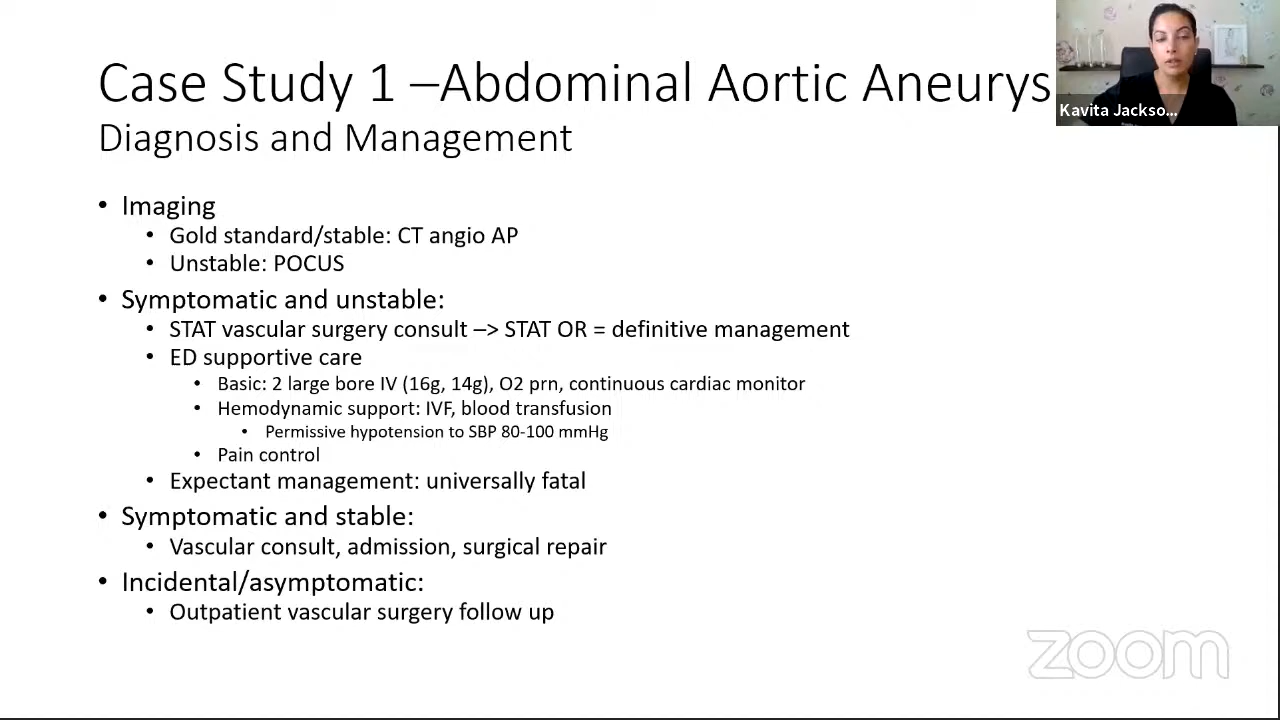 Case Study 1 –Abdominal Aortic Aneurys
Kavita Jackso...
Diagnosis and Management
• Imaging
• Gold standard/stable: CT angio AP
• Unstable: POCUS
• Symptomatic and unstable:
• STAT vascular surgery consult –> STAT OR = definitive management
• ED supportive care
• Basic: 2 large bore IV (16g, 14g), O2 prn, continuous cardiac monitor
• Hemodynamic support: IVF, blood transfusion
• Permissive hypotension to SBP 80-100 mmHg
• Pain control
• Expectant management: universally fatal
• Symptomatic and stable:
• Vascular consult, admission, surgical repair
• Incidental/asymptomatic:
• Outpatient vascular surgery follow up
zoom